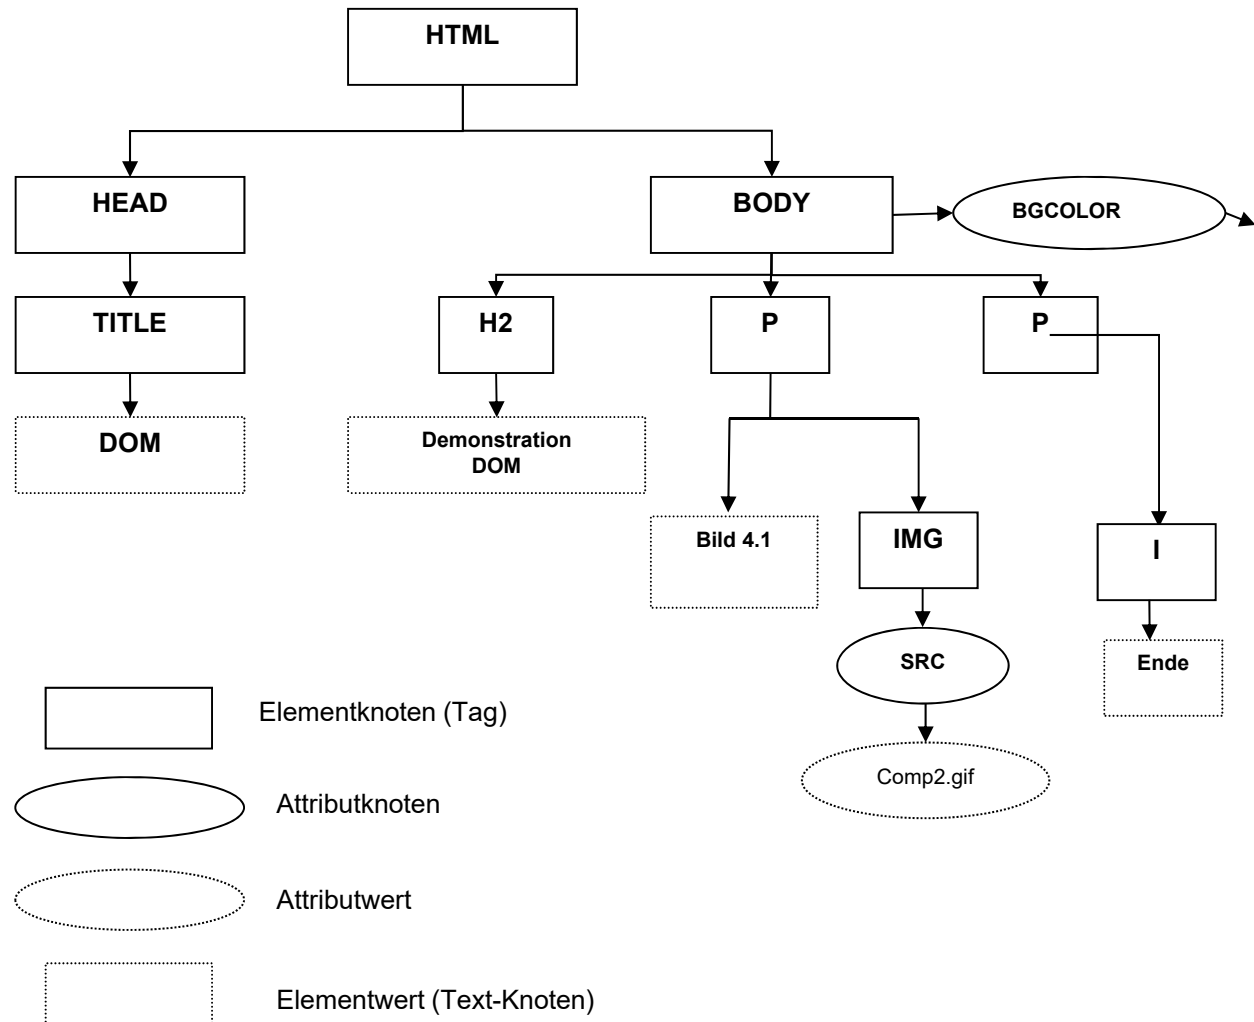 HTML
HEAD
BODY
BGCOLOR
TITLE
H2
P
P
DOM
Demonstration
DOM
Bild 4.1
IMG
I
SRC
Ende
Elementknoten (Tag)
Comp2.gif
Attributknoten
Attributwert
Elementwert (Text-Knoten)